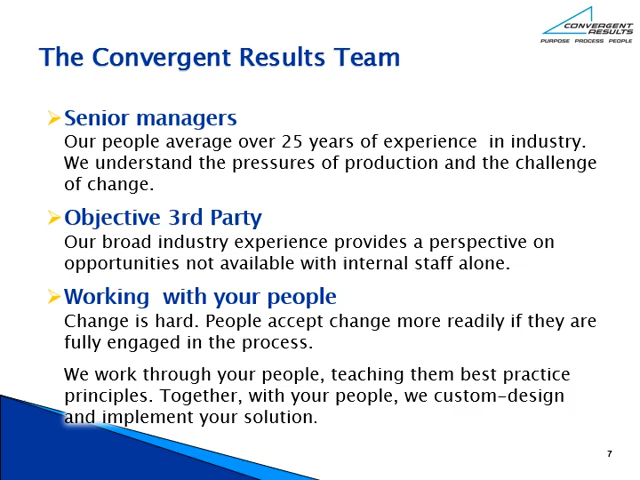 CONVERGENT
RESULTS
PURPOSE PROCESS PEOPLE
The Convergent Results Team
Senior managers
Our people average over 25 years of experience  in industry.
We understand the pressures of production and the challenge
of change.
Objective 3rd Party
Our broad industry experience provides a perspective on
opportunities not available with internal staff alone.
Working  with your people
Change is hard. People accept change more readily if they are
fully engaged in the process.
We work through your people, teaching them best practice
principles. Together, with your people, we custom-design
and implement your solution.
7